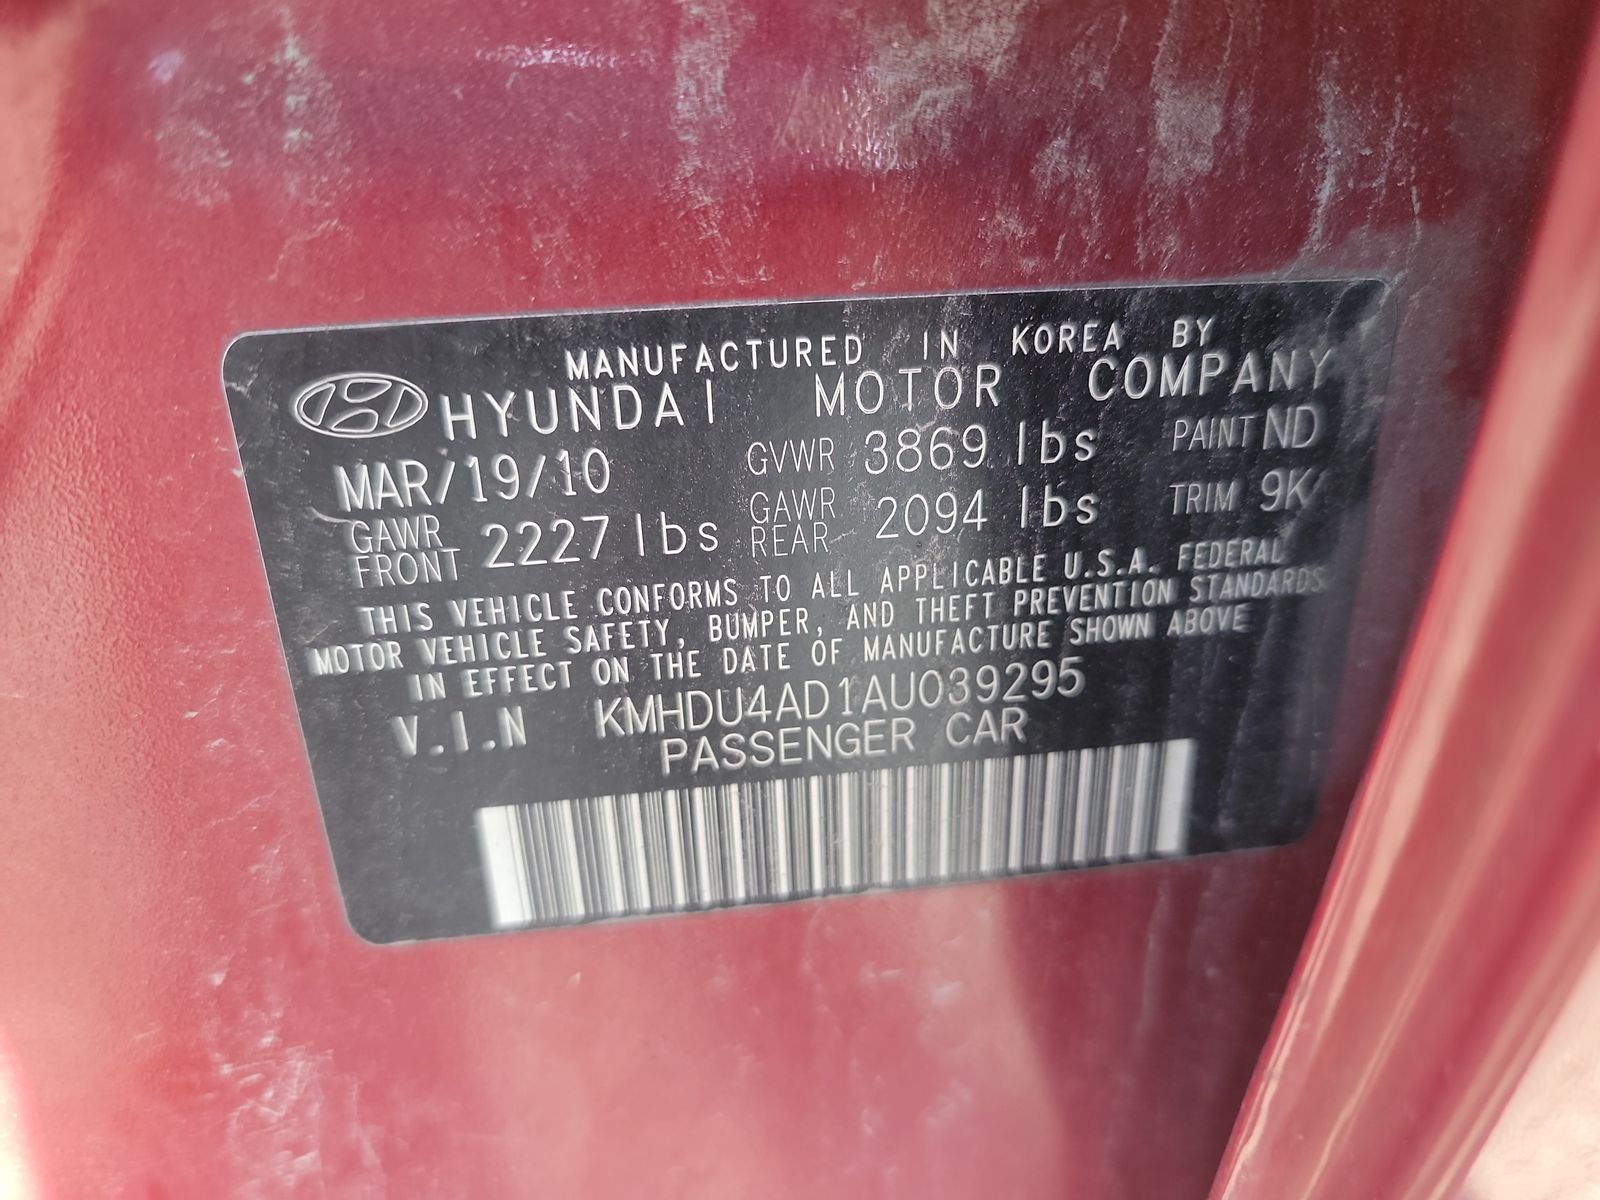 MANUFACTURED IN KOREA BY
HYUNDAI MOTOR COMPANY
MAR/19/10 GVWR 3869 lbs PAINT ND
GAWR FRONT 2227 lbs GAWR REAR 2094 lbs TRIM 9K
THIS VEHICLE CONFORMS TO ALL APPLICABLE U.S.A. FEDERAL
MOTOR VEHICLE SAFETY, BUMPER, AND THEFT PREVENTION STANDARDS
IN EFFECT ON THE DATE OF MANUFACTURE SHOWN ABOVE
V.I.N KMHDU4AD1AU039295
PASSENGER CAR